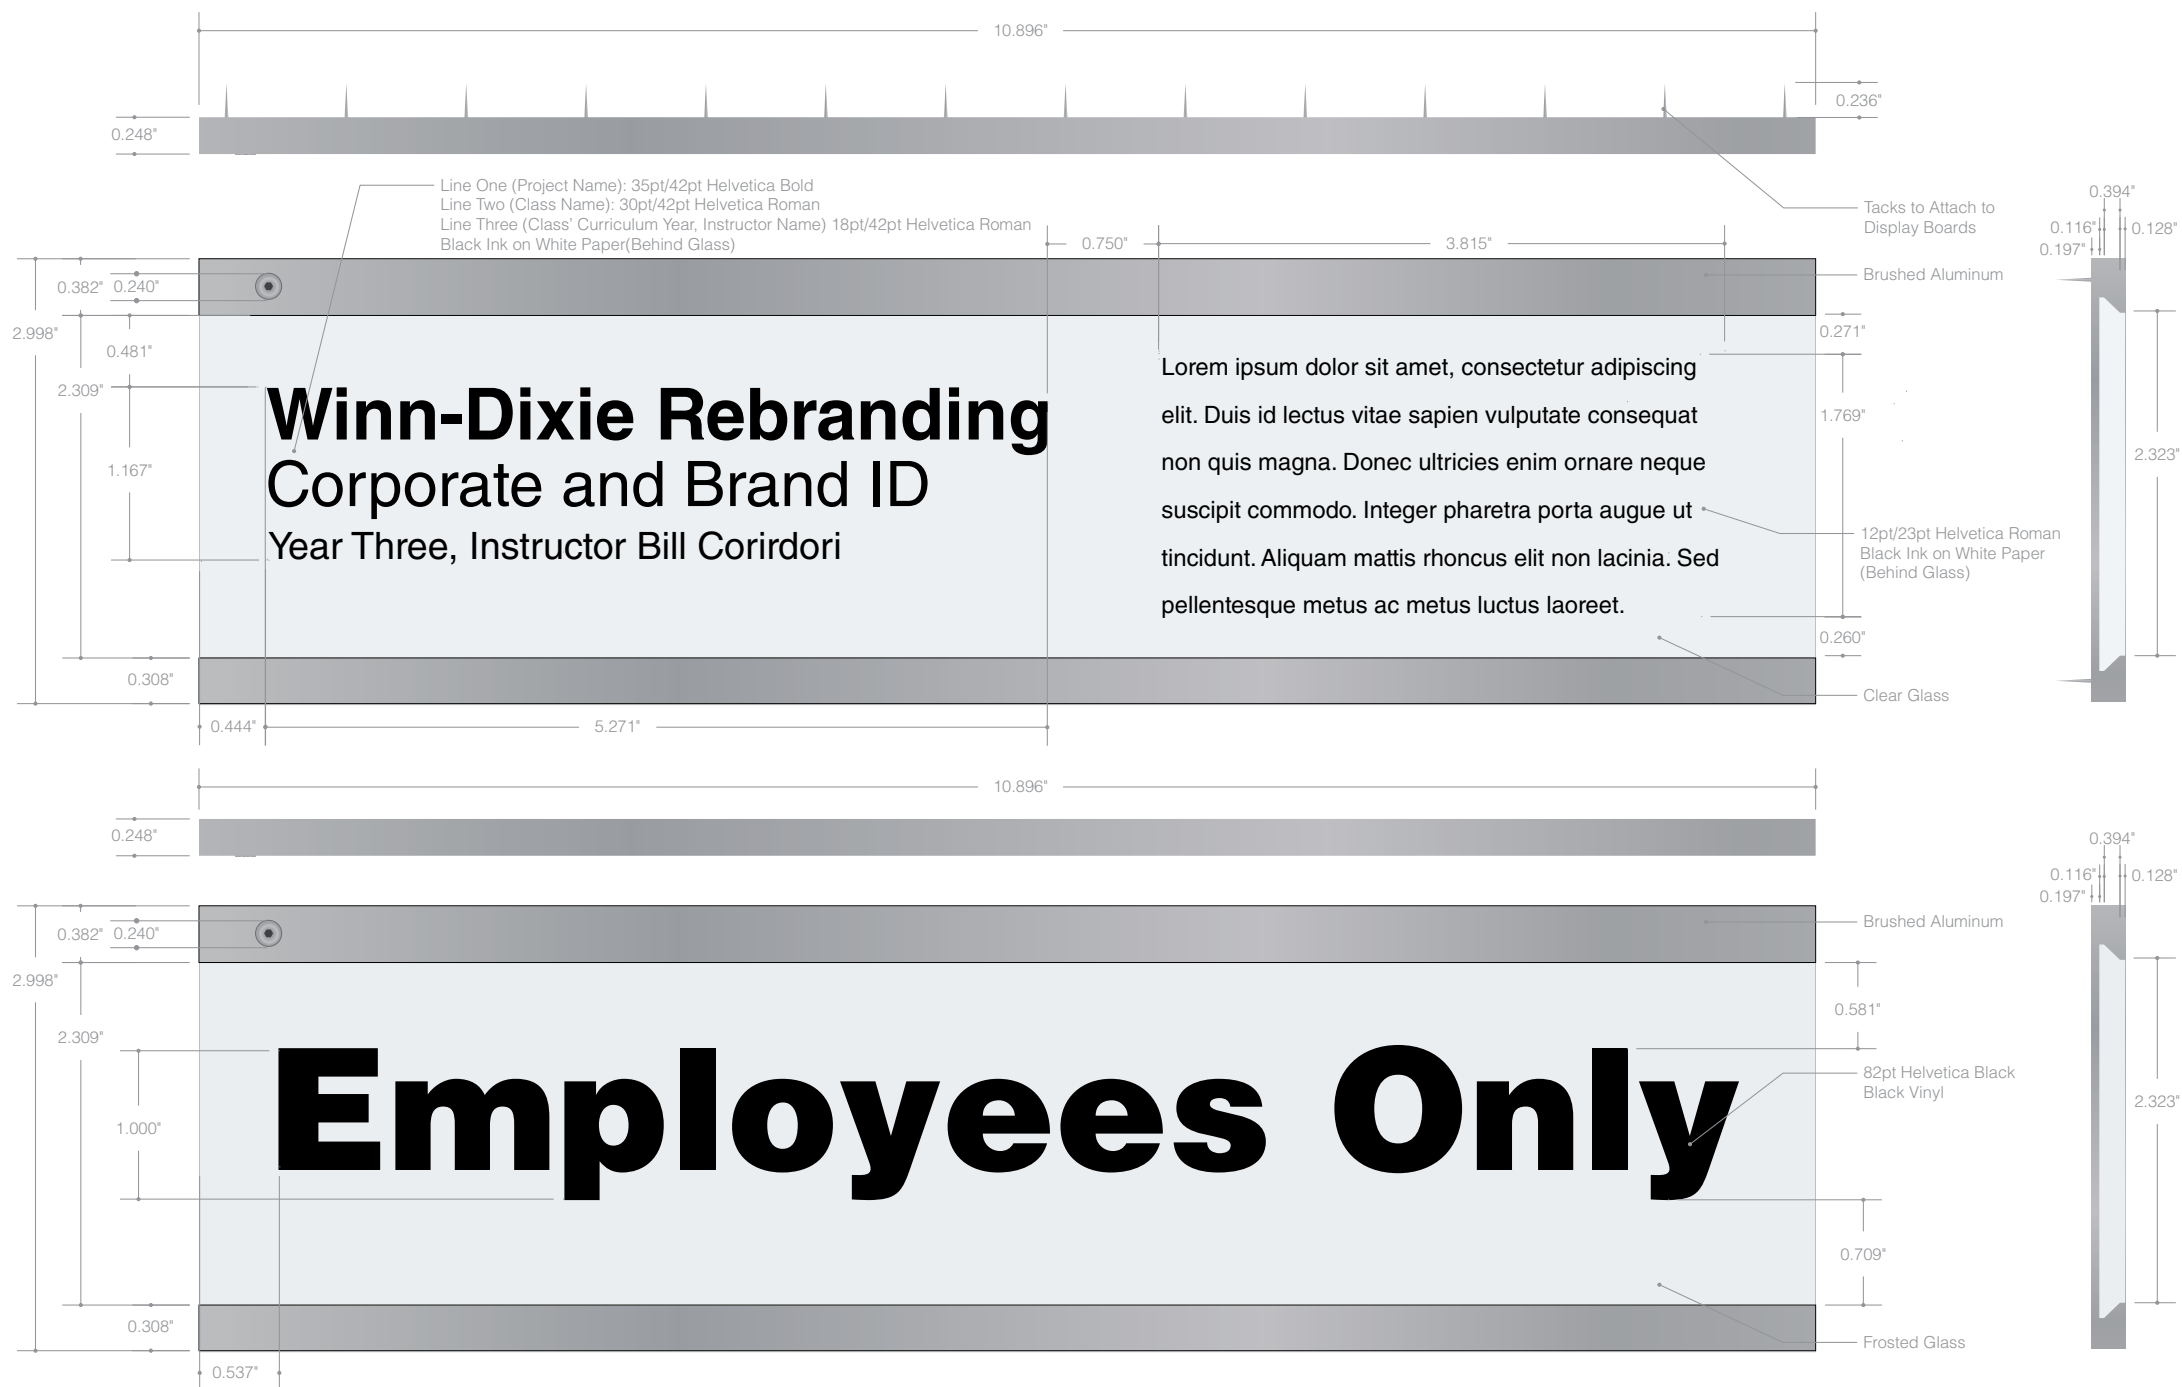 10.896"
0.236"
0.248"
Line One (Project Name): 35pt/42pt Helvetica Bold
Line Two (Class Name): 30pt/42pt Helvetica Roman
Line Three (Class' Curriculum Year, Instructor Name) 18pt/42pt Helvetica Roman
Black Ink on White Paper(Behind Glass)
Tacks to Attach to
Display Boards
0.394"
0.116"
0.128"
0.197"
0.750"
3.815"
Brushed Aluminum
0.382"
0.240"
2.998"
0.481"
2.309"
1.167"
0.308"
Winn-Dixie Rebranding
Corporate and Brand ID
Year Three, Instructor Bill Corirdori
Lorem ipsum dolor sit amet, consectetur adipiscing
elit. Duis id lectus vitae sapien vulputate consequat
non quis magna. Donec ultricies enim ornare neque
suscipit commodo. Integer pharetra porta augue ut
tincidunt. Aliquam mattis rhoncus elit non lacinia. Sed
pellentesque metus ac metus luctus laoreet.
0.271"
1.769"
2.323"
12pt/23pt Helvetica Roman
Black Ink on White Paper
(Behind Glass)
0.260"
Clear Glass
0.444"
5.271"
10.896"
0.248"
0.394"
0.116"
0.128"
0.197"
Brushed Aluminum
0.382"
0.240"
2.998"
2.309"
1.000"
0.308"
Employees Only
0.581"
82pt Helvetica Black
Black Vinyl
2.323"
0.709"
Frosted Glass
0.537"